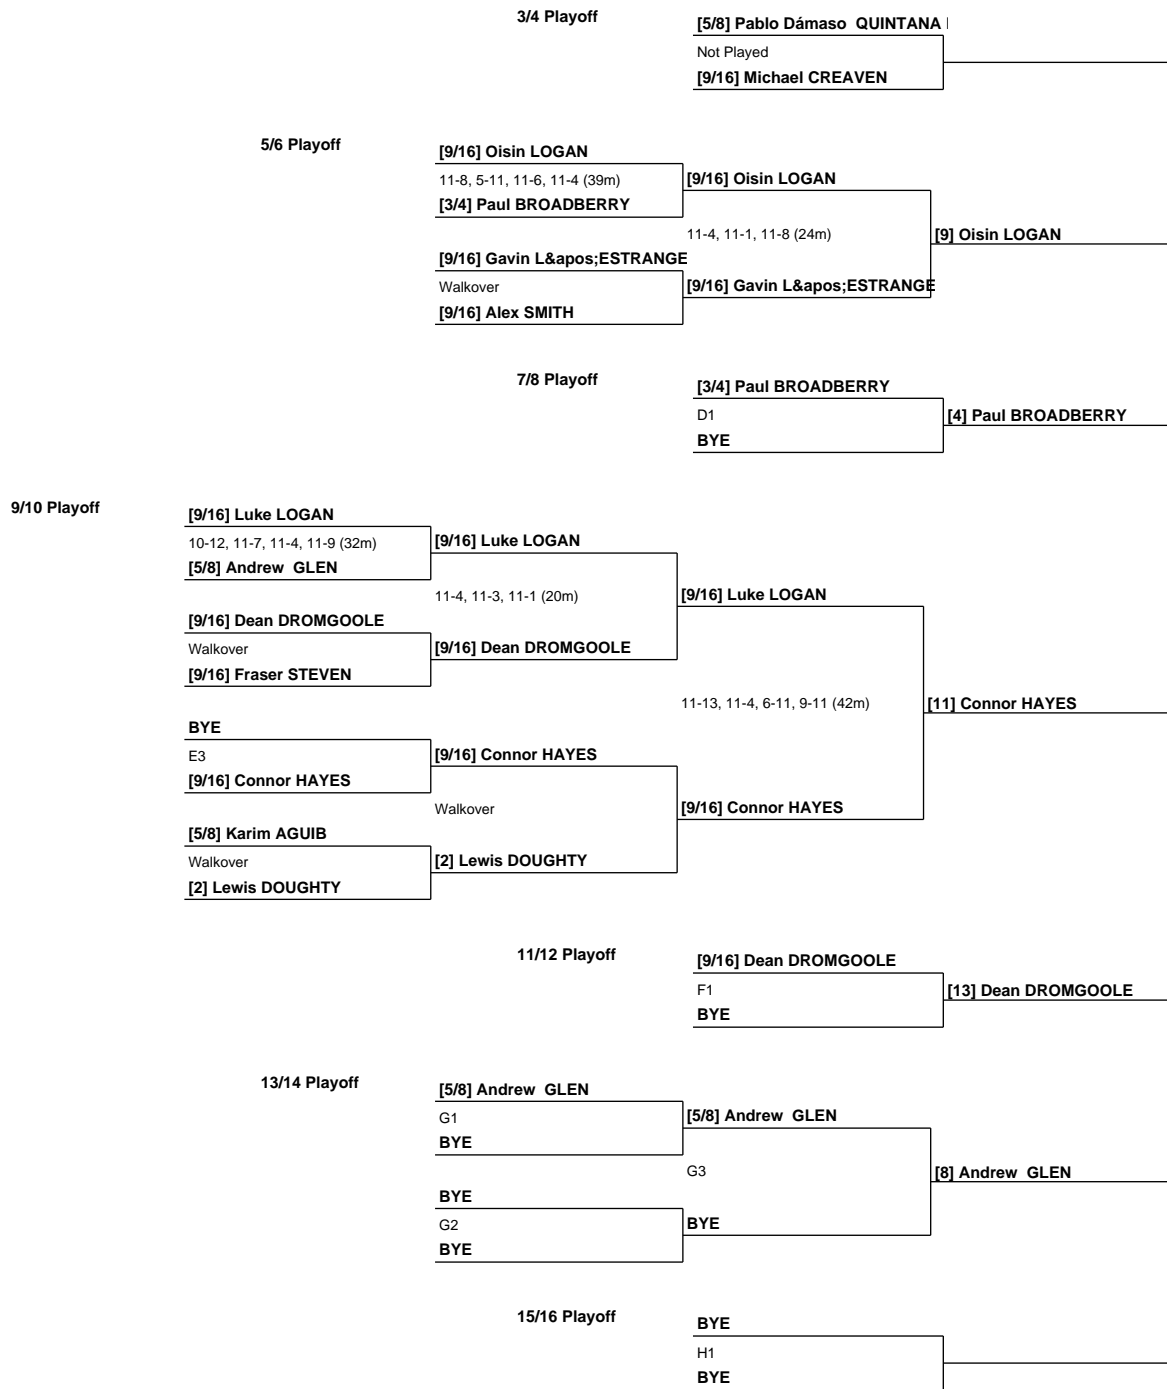 3/4 Playoff
[5/8] Pablo Dámaso  QUINTANA
Not Played
[9/16] Michael CREAVEN
5/6 Playoff
[9/16] Oisin LOGAN
11-8, 5-11, 11-6, 11-4 (39m)
[9/16] Oisin LOGAN
[3/4] Paul BROADBERRY
11-4, 11-1, 11-8 (24m)
[9] Oisin LOGAN
[9/16] Gavin L&apos;ESTRANGE
Walkover
[9/16] Gavin L&apos;ESTRANGE
[9/16] Alex SMITH
7/8 Playoff
[3/4] Paul BROADBERRY
D1
[4] Paul BROADBERRY
BYE
9/10 Playoff
[9/16] Luke LOGAN
10-12, 11-7, 11-4, 11-9 (32m)
[9/16] Luke LOGAN
[5/8] Andrew  GLEN
11-4, 11-3, 11-1 (20m)
[9/16] Luke LOGAN
[9/16] Dean DROMGOOLE
Walkover
[9/16] Dean DROMGOOLE
[9/16] Fraser STEVEN
11-13, 11-4, 6-11, 9-11 (42m)
[11] Connor HAYES
BYE
E3
[9/16] Connor HAYES
[9/16] Connor HAYES
Walkover
[9/16] Connor HAYES
[5/8] Karim AGUIB
Walkover
[2] Lewis DOUGHTY
[2] Lewis DOUGHTY
11/12 Playoff
[9/16] Dean DROMGOOLE
F1
[13] Dean DROMGOOLE
BYE
13/14 Playoff
[5/8] Andrew  GLEN
G1
[5/8] Andrew  GLEN
BYE
G3
[8] Andrew  GLEN
BYE
G2
BYE
BYE
15/16 Playoff
BYE
H1
BYE